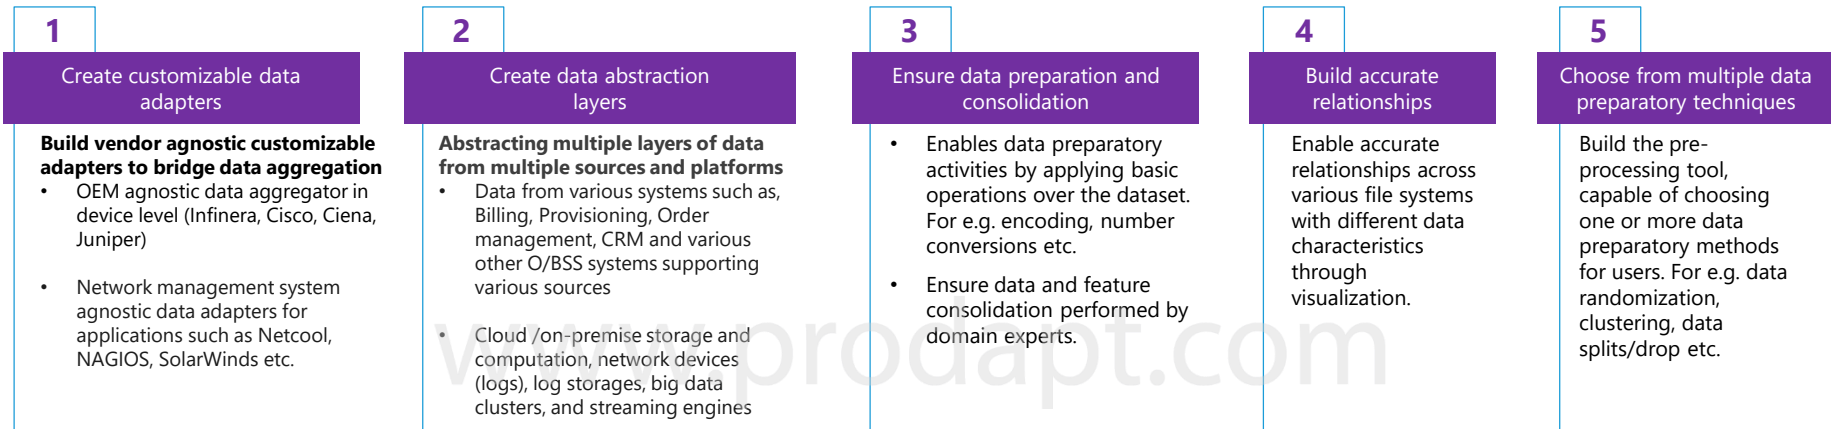 1
Create customizable data
adapters
Build vendor agnostic customizable
adapters to bridge data aggregation
• OEM agnostic data aggregator in
device level (Infinera, Cisco, Ciena,
Juniper)
• Network management system
agnostic data adapters for
applications such as Netcool,
NAGIOS, SolarWinds etc.
2
Create data abstraction
layers
Abstracting multiple layers of data
from multiple sources and platforms
• Data from various systems such as,
Billing, Provisioning, Order
management, CRM and various
other O/BSS systems supporting
various sources
• Cloud /on-premise storage and
computation, network devices
(logs), log storages, big data
clusters, and streaming engines
3
Ensure data preparation and
consolidation
• Enables data preparatory
activities by applying basic
operations over the dataset.
For e.g. encoding, number
conversions etc.
• Ensure data and feature
consolidation performed by
domain experts.
4
Build accurate
relationships
Enable accurate
relationships across
various file systems
with different data
characteristics
through
visualization.
5
Choose from multiple data
preparatory techniques
Build the pre-
processing tool,
capable of choosing
one or more data
preparatory methods
for users. For e.g. data
randomization,
clustering, data
splits/drop etc.
www.prodapt.com